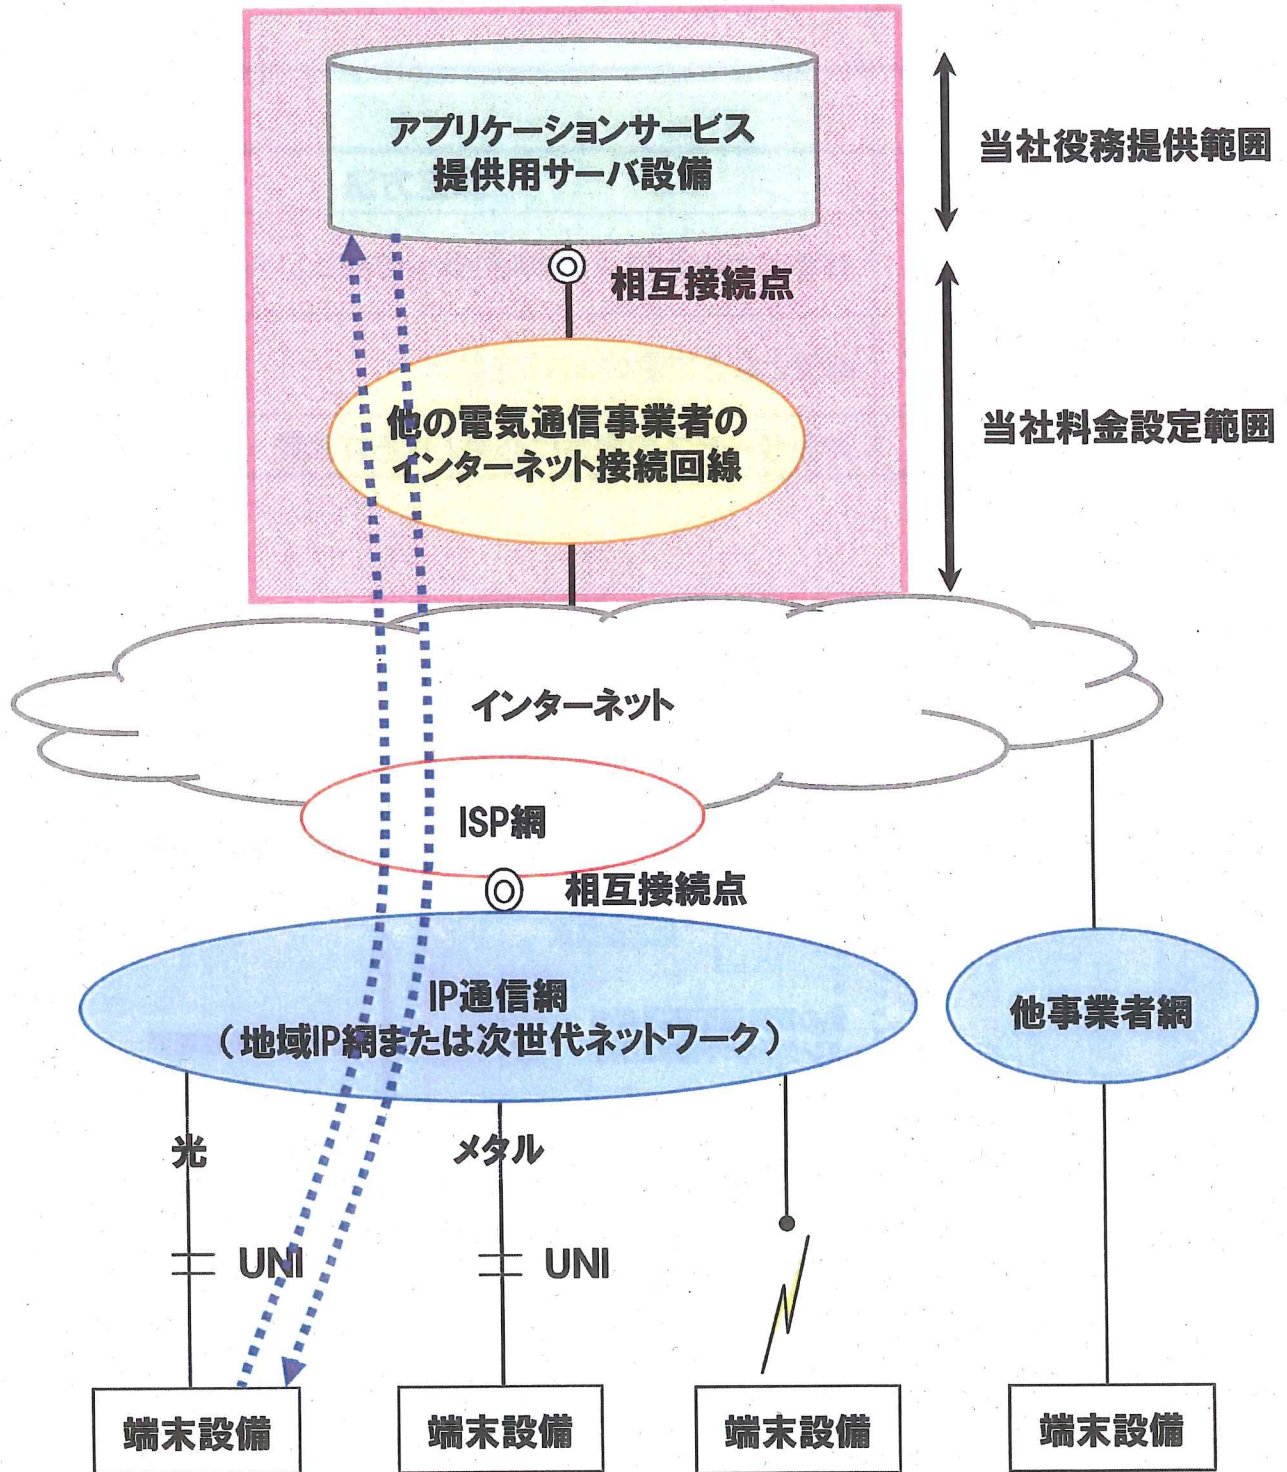 アプリケーションサービス
提供用サーバ設備
当社役務提供範囲
相互接続点
他の電気通信事業者の
インターネット接続回線
当社料金設定範囲
インターネット
ISP網
相互接続点
IP通信網
（地域IP網または次世代ネットワーク）
他事業者網
光
メタル
UNI
UNI
端末設備
端末設備
端末設備
端末設備